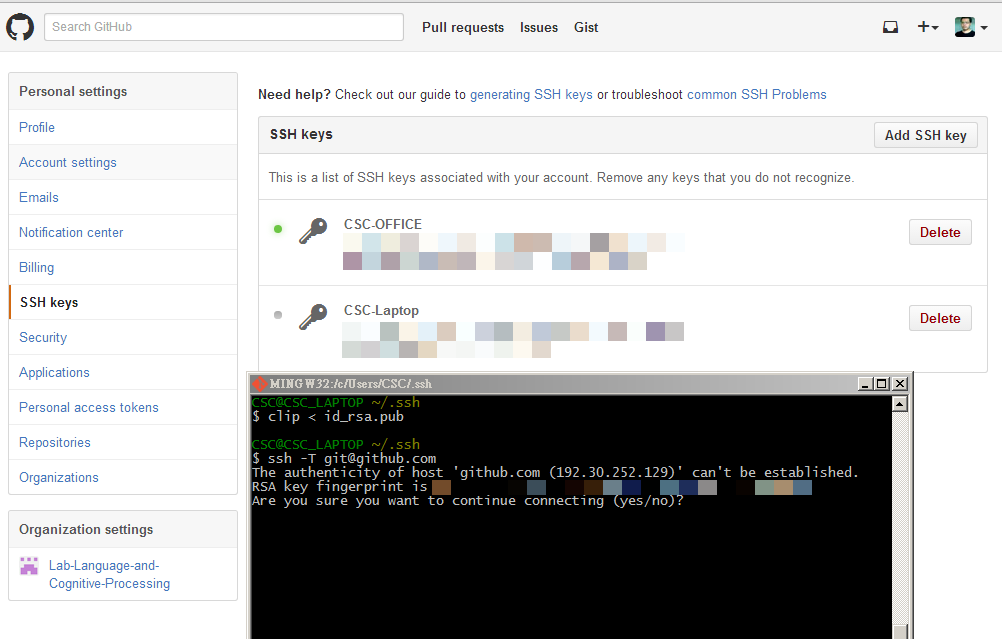 Search GitHub
Pull requests Issues Gist
Personal settings
Profile
Account settings
Emails
Notification center
Billing
SSH keys
Security
Applications
Personal access tokens
Repositories
Organizations
Organization settings
Lab-Language-and-
Cognitive-Processing
Need help? Check out our guide to generating SSH keys or troubleshoot common SSH Problems
SSH keys
Add SSH key
This is a list of SSH keys associated with your account. Remove any keys that you do not recognize.
CSC-OFFICE
Delete
CSC-Laptop
Delete
MINGW32:/c/Users/CSC/.ssh
CSC@CSC_LAPTOP ~/.ssh
$ clip < id_rsa.pub
CSC@CSC_LAPTOP ~/.ssh
$ ssh -T git@github.com
The authenticity of host 'github.com (192.30.252.129)' can't be established.
RSA key fingerprint is
Are you sure you want to continue connecting (yes/no)?